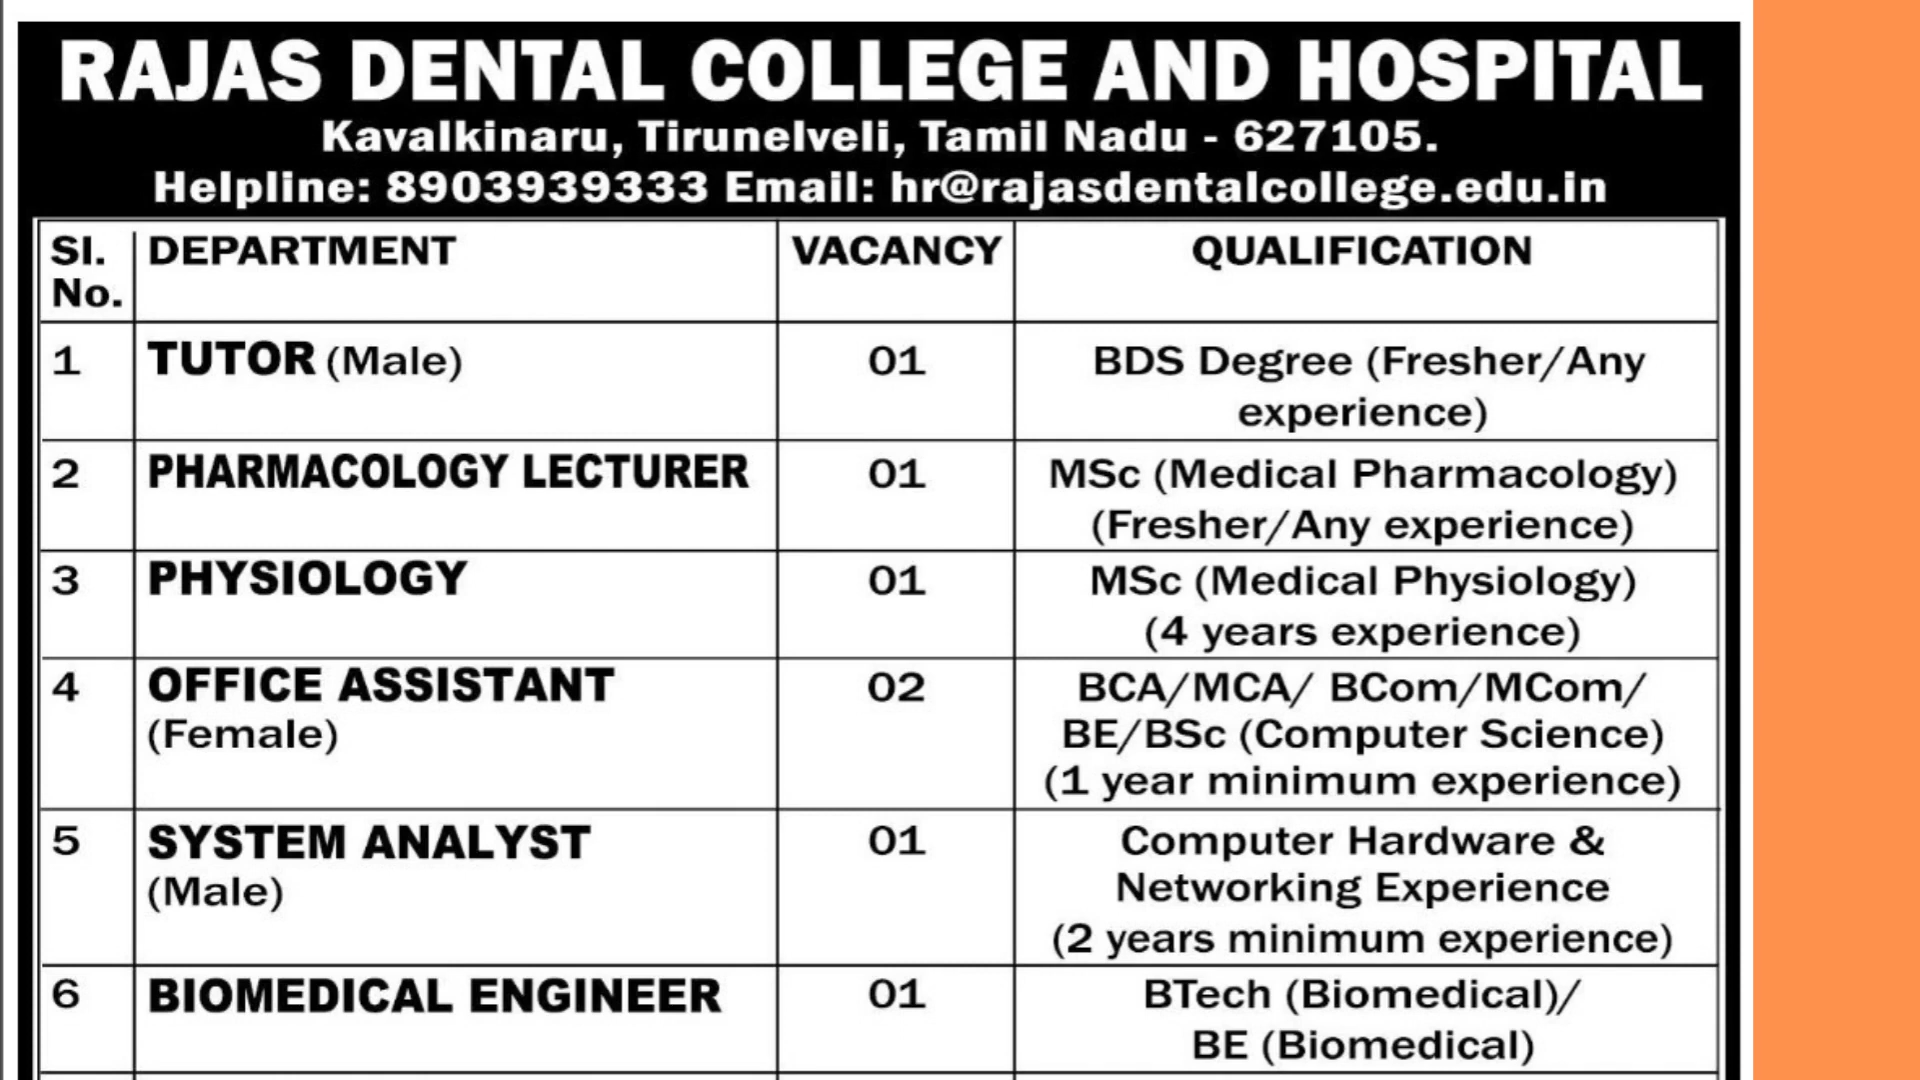 RAJAS DENTAL COLLEGE AND HOSPITAL
Kavalkinaru, Tirunelveli, Tamil Nadu - 627105.
Helpline: 8903939333 Email: hr@rajasdentalcollege.edu.in
SI. No. DEPARTMENT VACANCY QUALIFICATION
1 TUTOR (Male) 01 BDS Degree (Fresher/Any
experience)
2 PHARMACOLOGY LECTURER 01 MSc (Medical Pharmacology)
(Fresher/Any experience)
3 PHYSIOLOGY 01 MSc (Medical Physiology)
(4 years experience)
4 OFFICE ASSISTANT 02 BCA/MCA/ BCom/MCom/
(Female) BE/BSc (Computer Science)
(1 year minimum experience)
5 SYSTEM ANALYST 01 Computer Hardware &
(Male) Networking Experience
(2 years minimum experience)
6 BIOMEDICAL ENGINEER 01 BTech (Biomedical)/
BE (Biomedical)